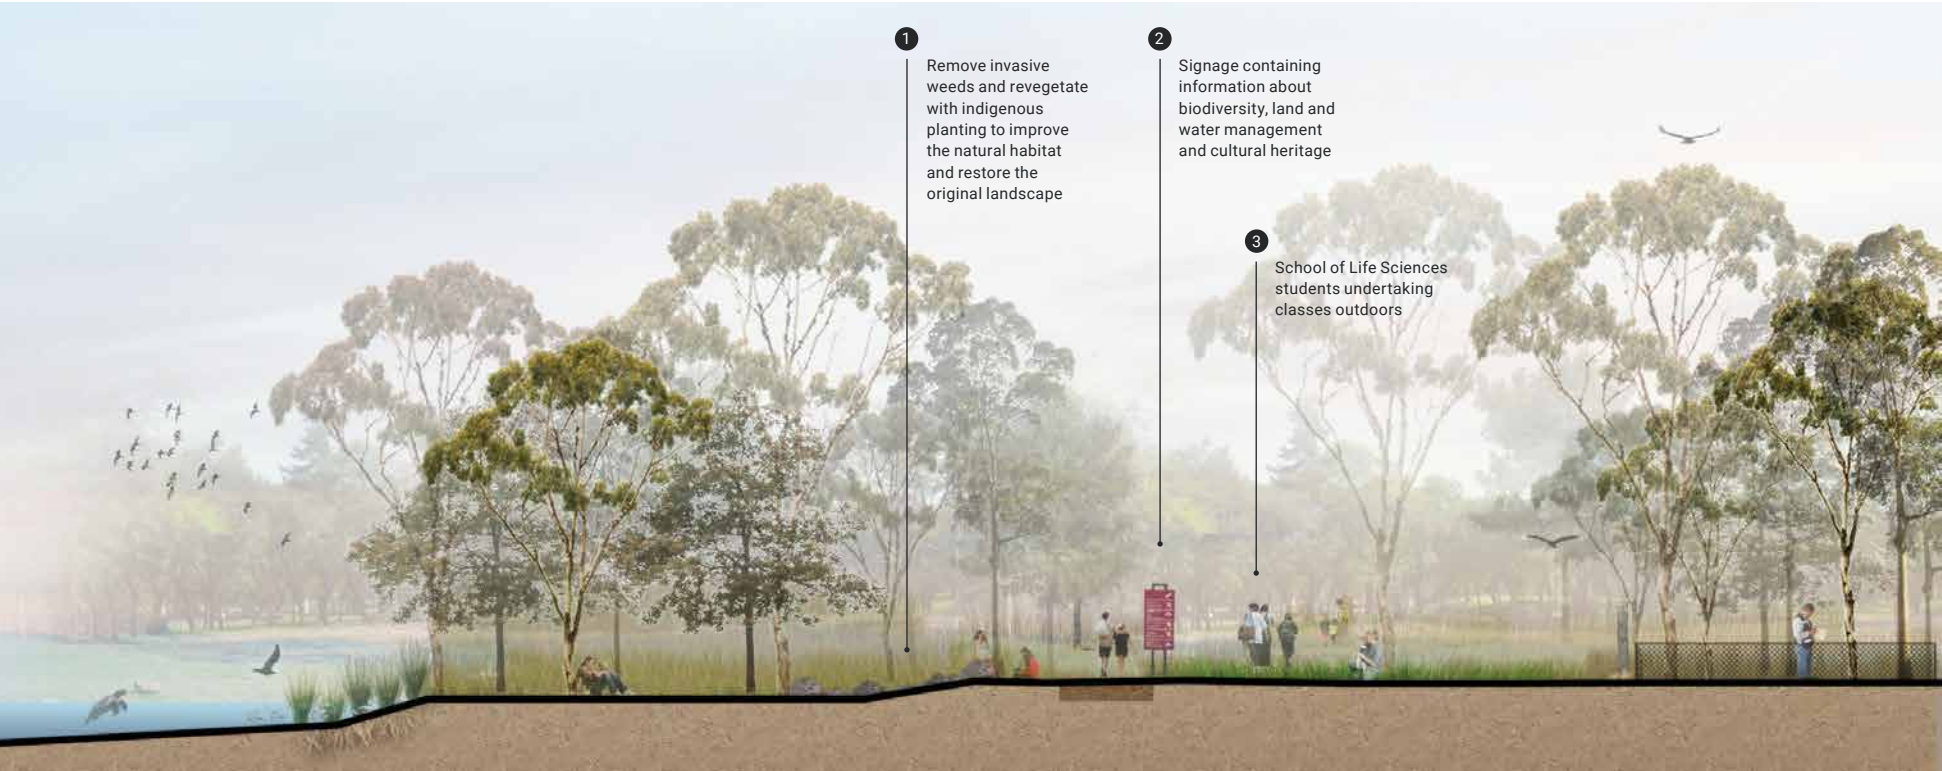 1
Remove invasive
weeds and revegetate
with indigenous
planting to improve
the natural habitat
and restore the
original landscape
2
Signage containing
information about
biodiversity, land and
water management
and cultural heritage
3
School of Life Sciences
students undertaking
classes outdoors